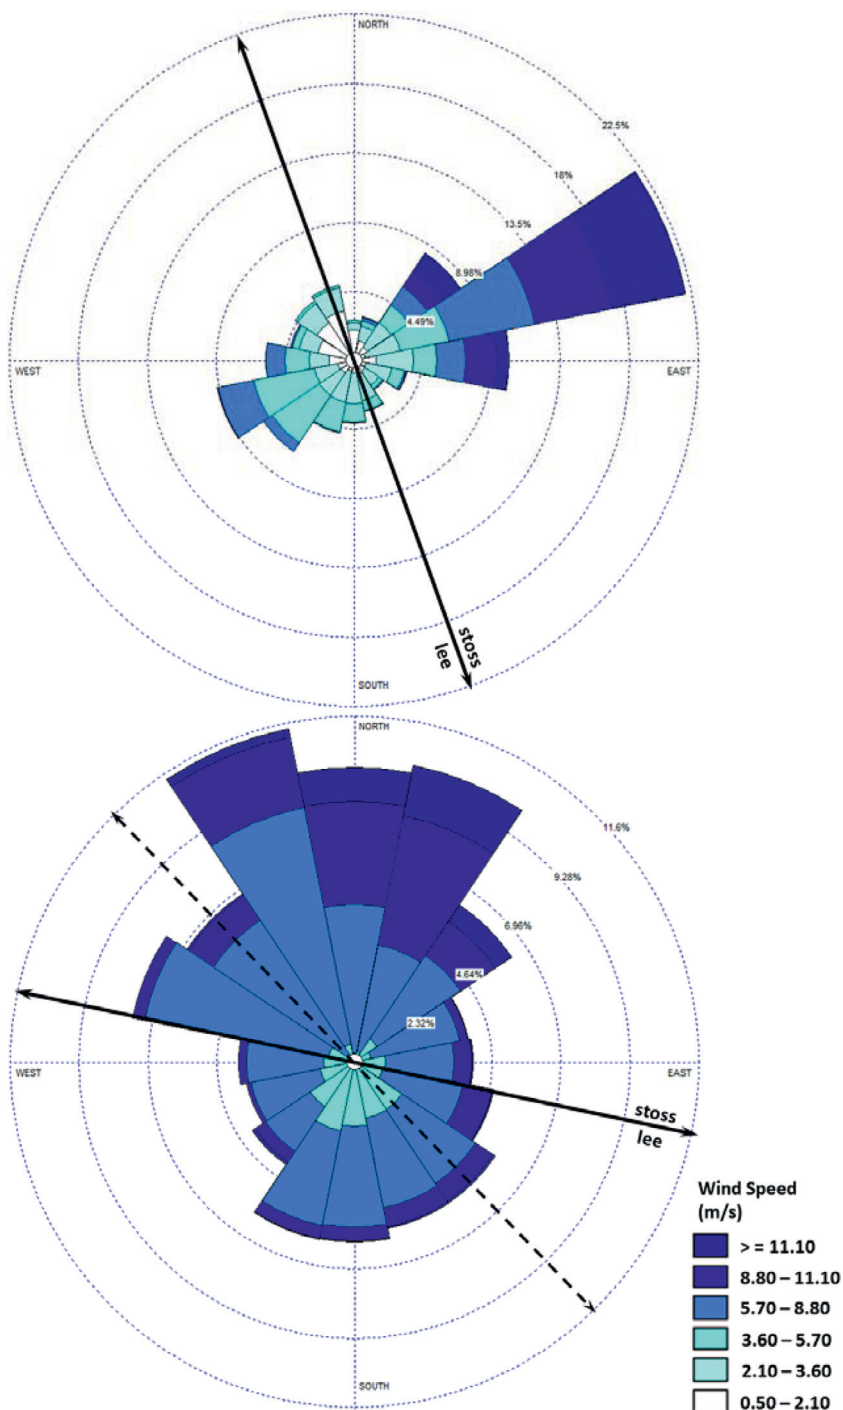 NORTH
22.5%
18%
13.5%
8.98%
4.49%
WEST
EAST
stoss
lee
SOUTH
NORTH
11.6%
9.28%
6.96%
4.64%
2.32%
WEST
EAST
stoss
lee
SOUTH
Wind Speed
(m/s)
> = 11.10
8.80 – 11.10
5.70 – 8.80
3.60 – 5.70
2.10 – 3.60
0.50 – 2.10